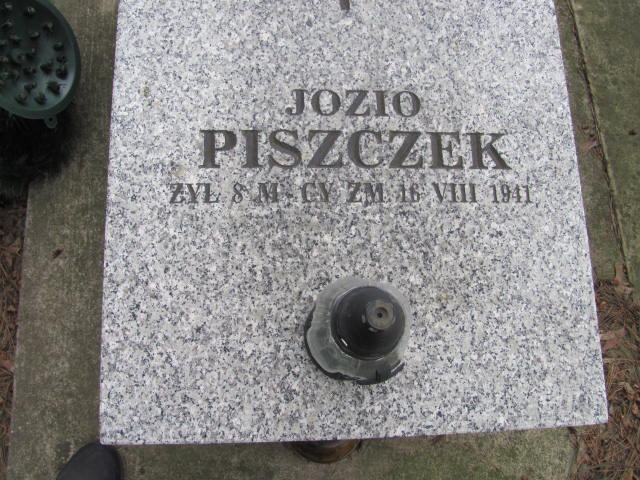 JOZIO
PISZCZEK
ŻYŁ 8 M-CY ZM 16 VIII 1941